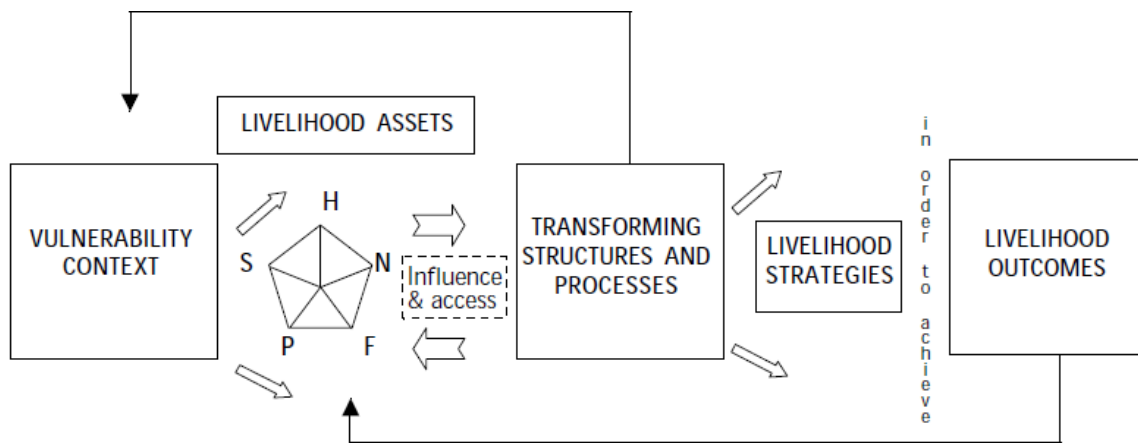 LIVELIHOOD ASSETS
VULNERABILITY
CONTEXT
H
S
N
P
F
Influence
& access
TRANSFORMING
STRUCTURES AND
PROCESSES
LIVELIHOOD
STRATEGIES
in order to achieve
LIVELIHOOD
OUTCOMES